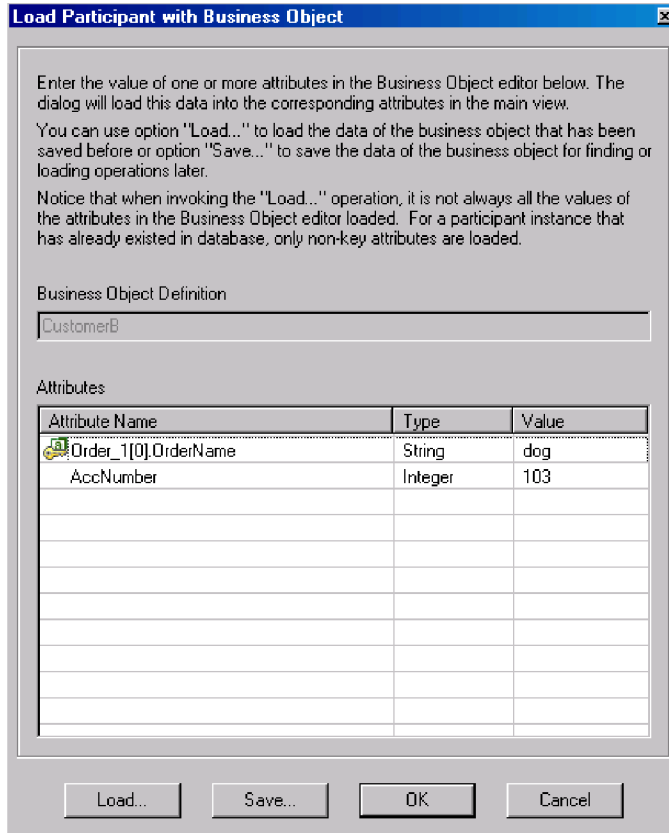 Load Participant with Business Object
Enter the value of one or more attributes in the Business Object editor below. The
dialog will load this data into the corresponding attributes in the main view.
You can use option "Load..." to load the data of the business object that has been
saved before or option "Save..." to save the data of the business object for finding or
loading operations later.
Notice that when invoking the "Load..." operation, it is not always all the values of
the attributes in the Business Object editor loaded. For a participant instance that
has already existed in database, only non-key attributes are loaded.
Business Object Definition
CustomerB
Attributes
Attribute Name Type Value
Order_1[0].OrderName String dog
AccNumber Integer 103
Load... Save... OK Cancel